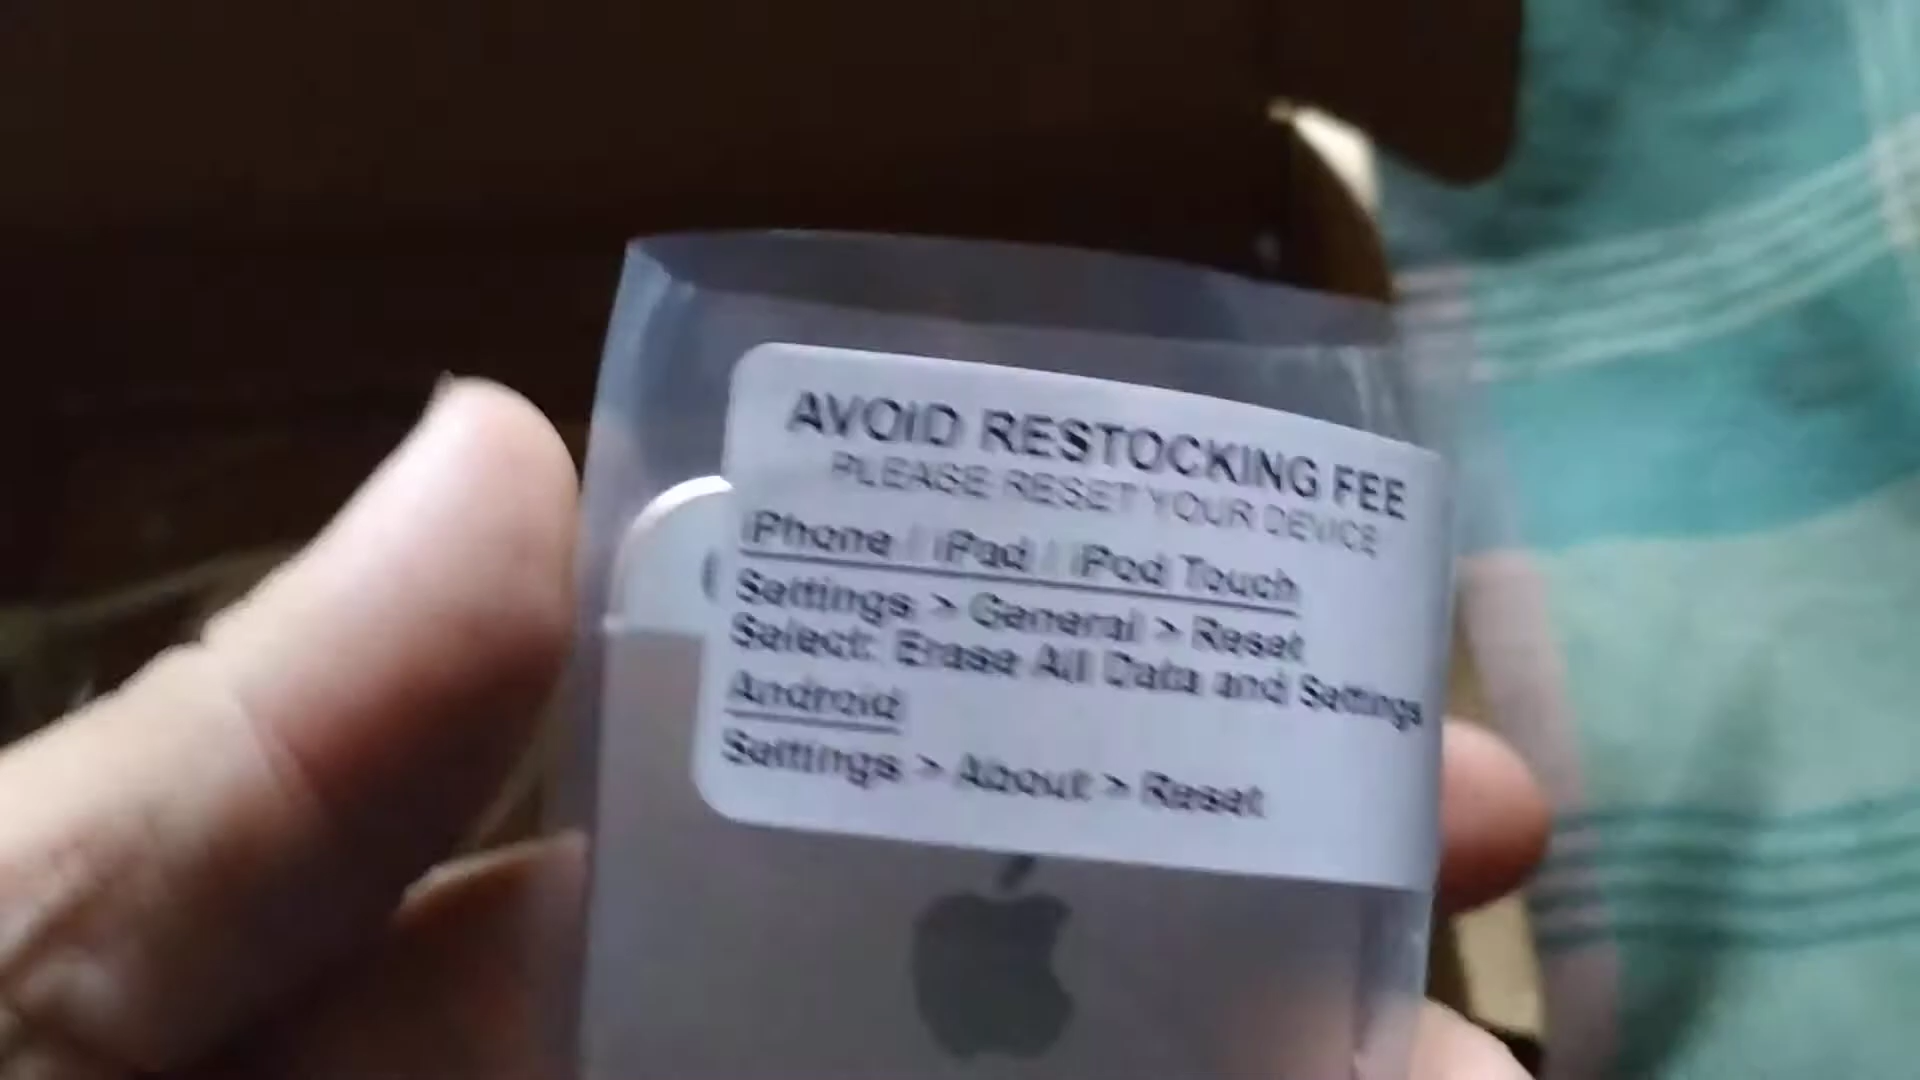 AVOID RESTOCKING FEE
PLEASE RESET YOUR DEVICE
iPhone / iPad / iPod Touch
Settings > General > Reset
Select: Erase All Data and Settings
Android
Settings > About > Reset